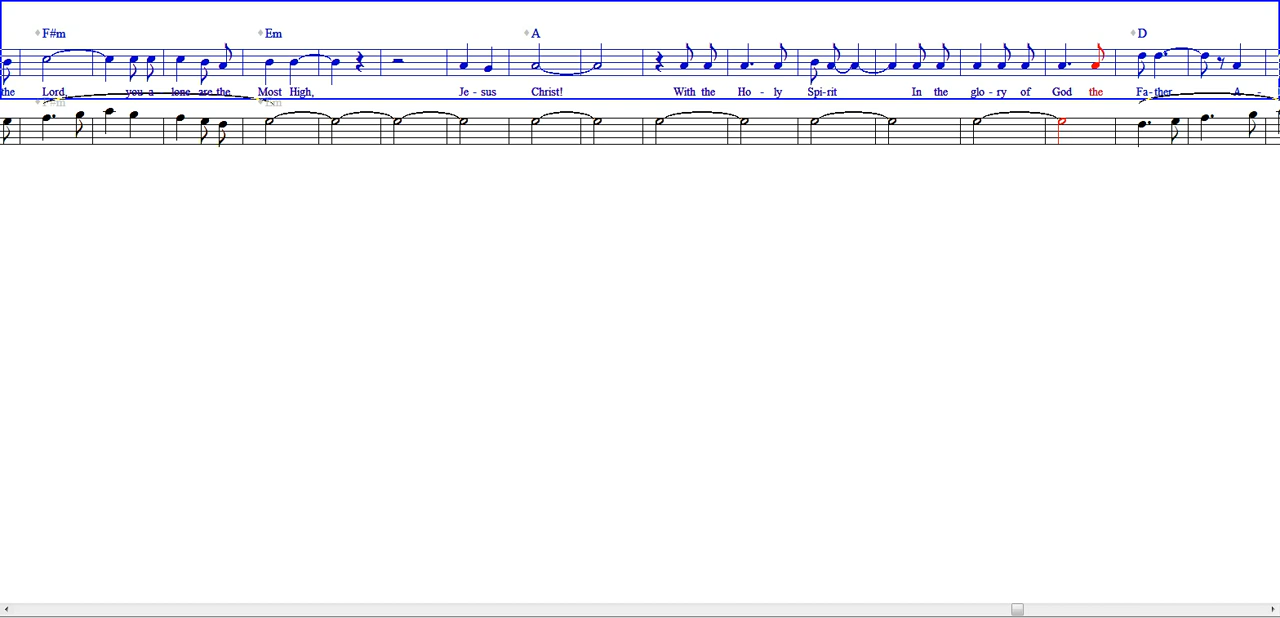 F#m Em A D
the Lord, you a lone are the Most High, Je - sus Christ! With the Ho - ly Spi-rit In the glo - ry of God the Fa-ther A -
F#m Em